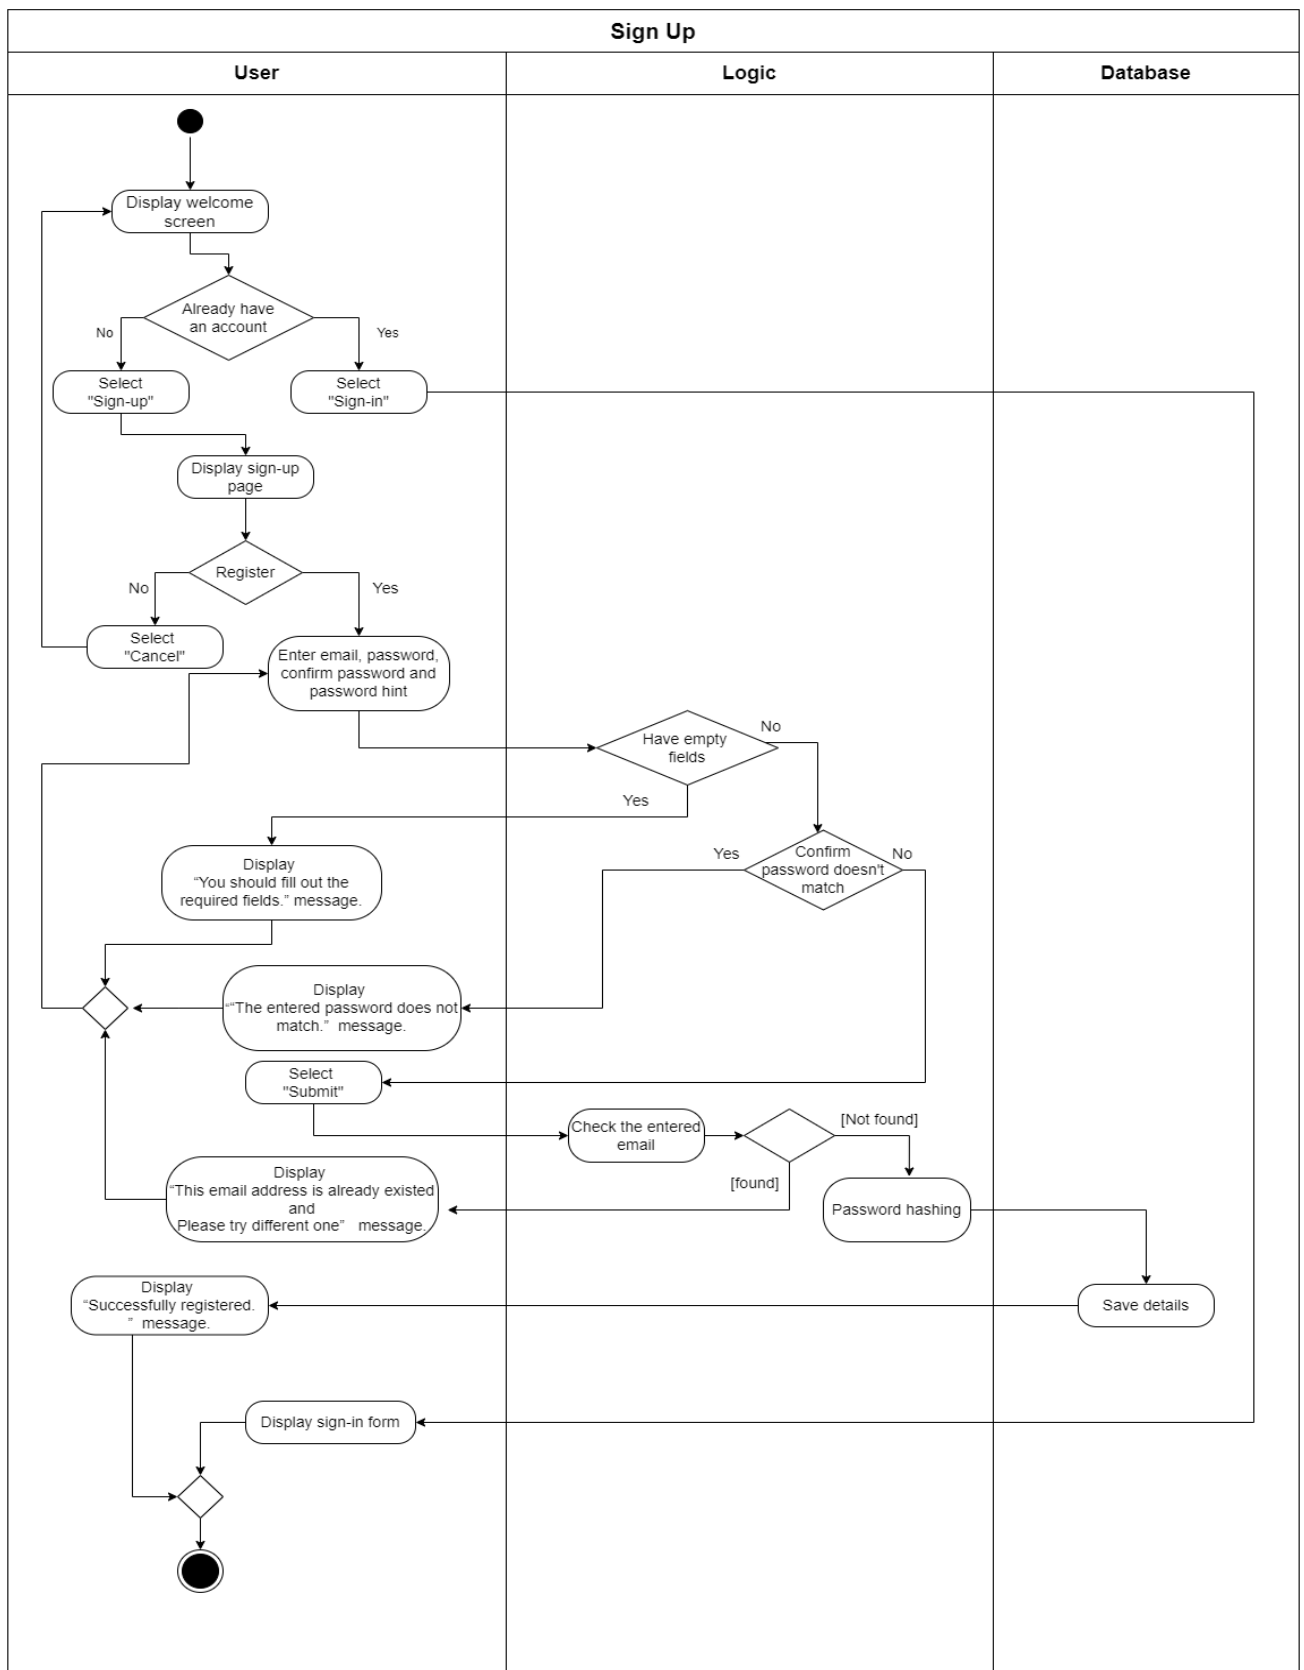 Sign Up
User
Logic
Database
Display welcome
screen
Already have
an account
No
Yes
Select
"Sign-up"
Select
"Sign-in"
Display sign-up
page
Register
No
Yes
Select
"Cancel"
Enter email, password,
confirm password and
password hint
Have empty
fields
No
Yes
Confirm
password doesn't
match
Yes
No
Display
“You should fill out the
required fields.” message.
Display
““The entered password does not
match.”  message.
Select
"Submit"
Check the entered
email
[Not found]
[found]
Display
“This email address is already existed
and
Please try different one”   message.
Password hashing
Display
“Successfully registered.
”  message.
Save details
Display sign-in form